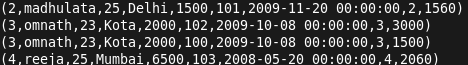 (2,madhulata,25,Delhi,1500,101,2009-11-20 00:00:00,2,1560)
(3,omnath,23,Kota,2000,102,2009-10-08 00:00:00,3,3000)
(3,omnath,23,Kota,2000,100,2009-10-08 00:00:00,3,1500)
(4,reeja,25,Mumbai,6500,103,2008-05-20 00:00:00,4,2060)